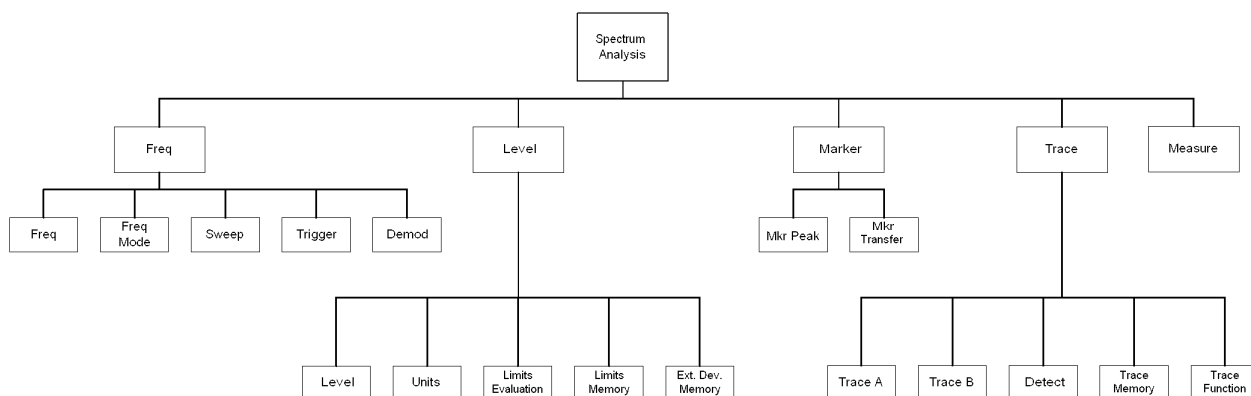 Spectrum
Analysis
Freq
Level
Marker
Trace
Measure
Freq
Freq
Mode
Sweep
Trigger
Demod
Mkr Peak
Mkr
Transfer
Level
Units
Limits
Evaluation
Limits
Memory
Ext. Dev.
Memory
Trace A
Trace B
Detect
Trace
Memory
Trace
Function